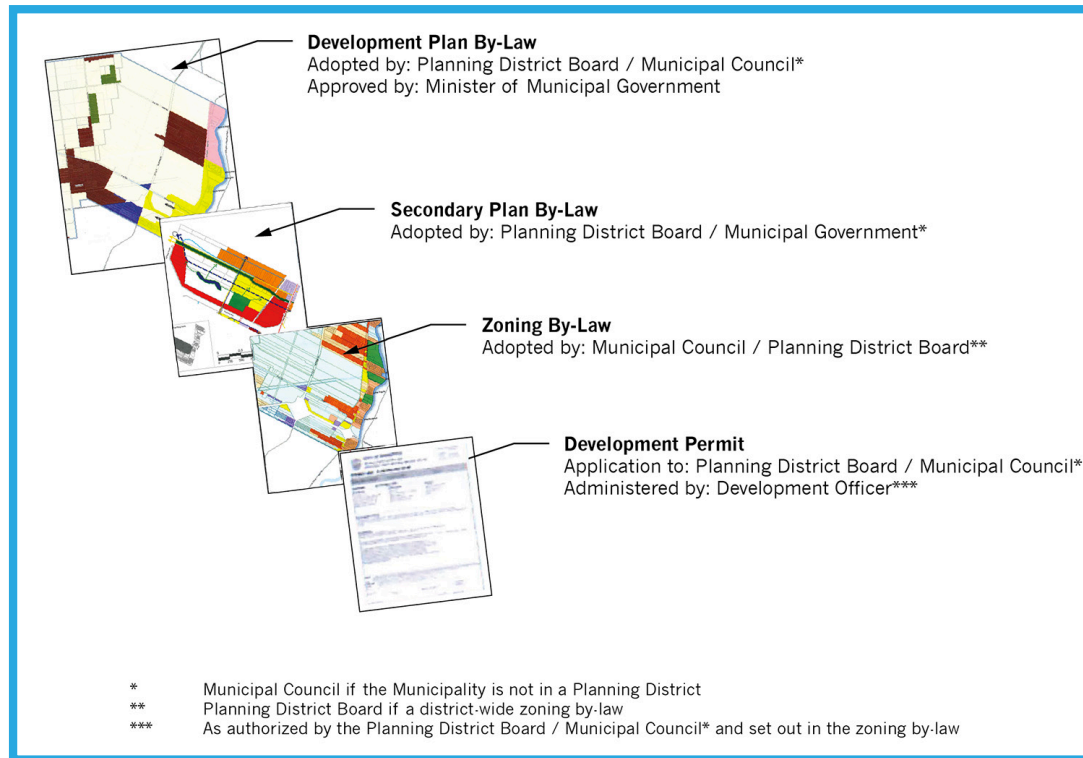 Development Plan By-Law
Adopted by: Planning District Board / Municipal Council*
Approved by: Minister of Municipal Government
Secondary Plan By-Law
Adopted by: Planning District Board / Municipal Government*
Zoning By-Law
Adopted by: Municipal Council / Planning District Board**
Development Permit
Application to: Planning District Board / Municipal Council*
Administered by: Development Officer***
* Municipal Council if the Municipality is not in a Planning District
** Planning District Board if a district-wide zoning by-law
*** As authorized by the Planning District Board / Municipal Council* and set out in the zoning by-law